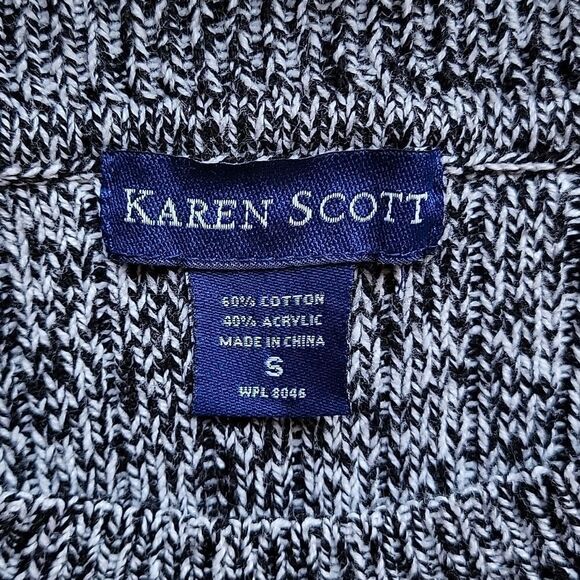 KAREN SCOTT
60% COTTON
40% ACRYLIC
MADE IN CHINA
S
WPL 8046